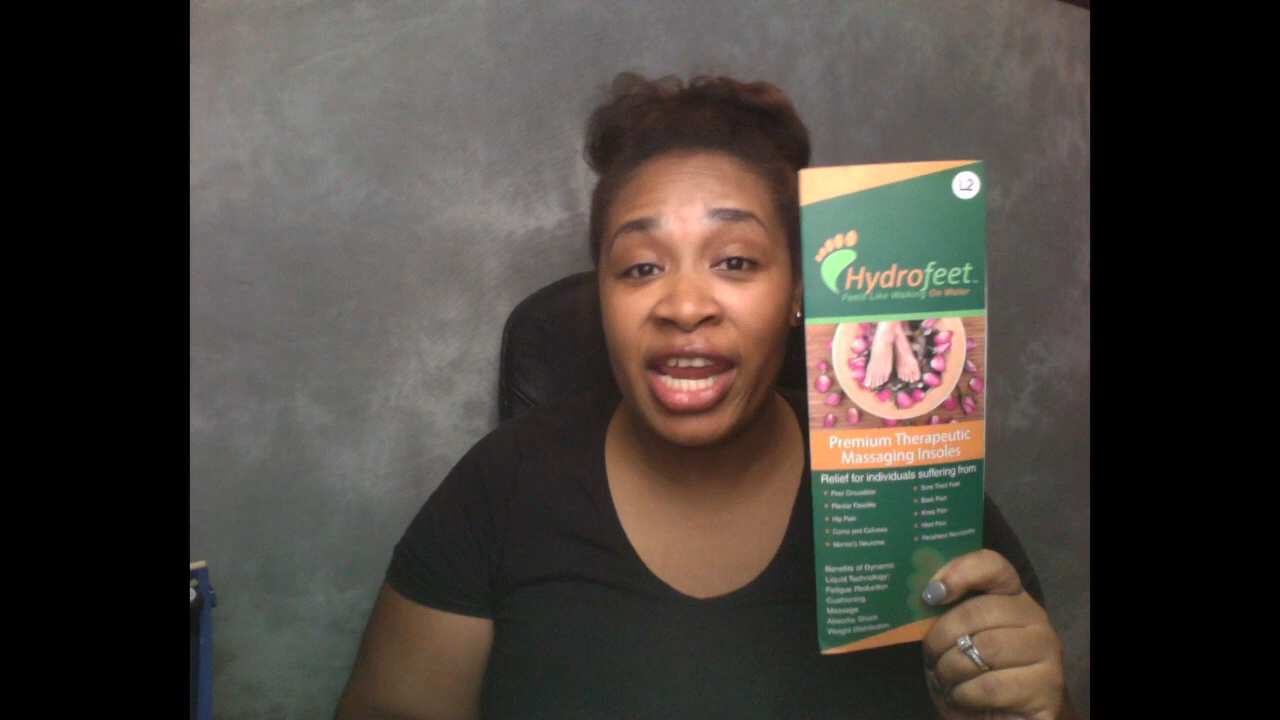 L2
Hydrofeet
Feels Like Walking On Water
Premium Therapeutic
Massaging Insoles
Relief for individuals suffering from
Poor Circulation
Plantar Fasciitis
Hip Pain
Corns and Calluses
Morton's Neuroma
Sore Tired Feet
Back Pain
Knee Pain
Heel Pain
Peripheral Neuropathy
Benefits of Dynamic
Liquid Technology:
Fatigue Reduction
Cushioning
Massage
Absorbs Shock
Weight Distribution